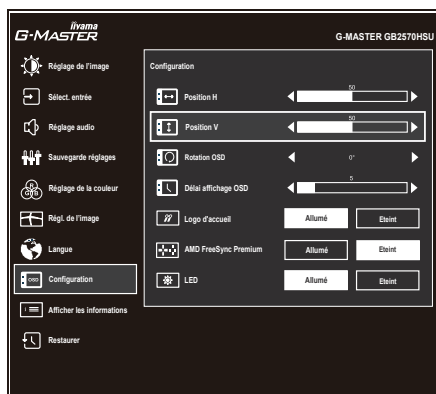 iiyama
G-MASTER
G-MASTER GB2570HSU
Réglage de l'image
Sélect. entrée
Réglage audio
Sauvegarde réglages
R
G B
Réglage de la couleur
Régl. de l'image
Langue
OSD
Configuration
Afficher les informations
Restaurer
Configuration
Position H
50
Position V
50
Rotation OSD
0°
Délai affichage OSD
5
Logo d'accueil
Allumé
Eteint
AMD FreeSync Premium
Allumé
Eteint
LED
Allumé
Eteint